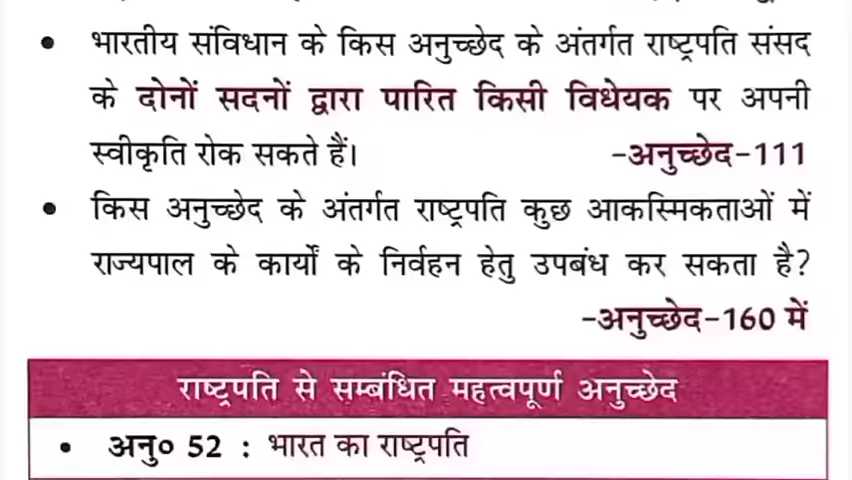 • भारतीय संविधान के किस अनुच्छेद के अंतर्गत राष्ट्रपति संसद
के दोनों सदनों द्वारा पारित किसी विधेयक पर अपनी
स्वीकृति रोक सकते हैं। -अनुच्छेद-111
• किस अनुच्छेद के अंतर्गत राष्ट्रपति कुछ आकस्मिकताओं में
राज्यपाल के कार्यों के निर्वहन हेतु उपबंध कर सकता है?
-अनुच्छेद-160 में
राष्ट्रपति से सम्बंधित महत्वपूर्ण अनुच्छेद
• अनु० 52 : भारत का राष्ट्रपति